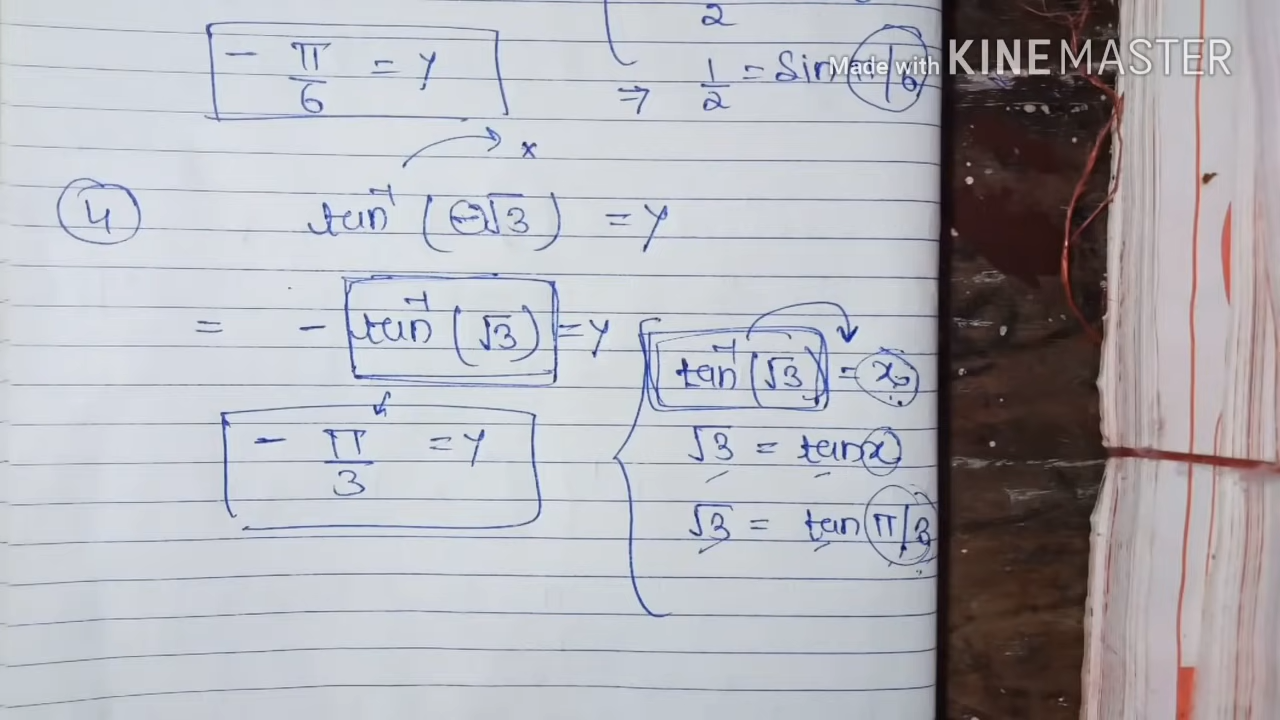 2
- π/6 = y
⇒ 1/2 = Sin π/6
Made with KINEMASTER
x
4 tan⁻¹ (-√3) = y
= - tan⁻¹ (√3) = y
tan⁻¹ (√3) = x
- π/3 = y
√3 = tan x
√3 = tan π/3